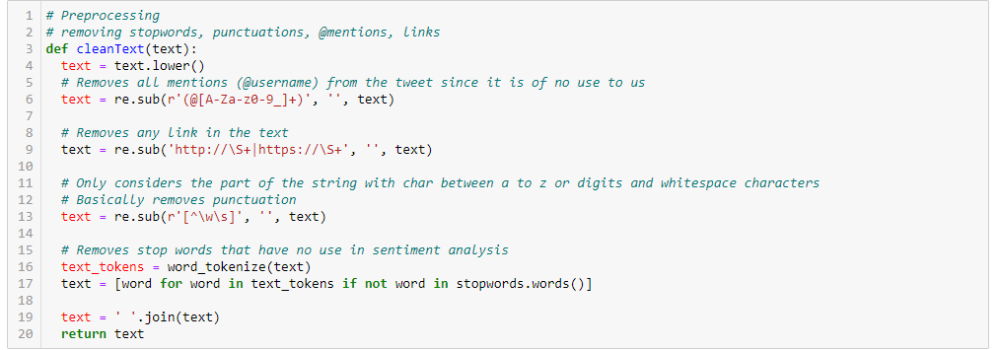 1 # Preprocessing
2 # removing stopwords, punctuations, @mentions, links
3 def cleanText(text):
4   text = text.lower()
5   # Removes all mentions (@username) from the tweet since it is of no use to us
6   text = re.sub(r'(@[A-Za-z0-9_]+)', '', text)
7
8   # Removes any link in the text
9   text = re.sub('http://\S+|https://\S+', '', text)
10
11   # Only considers the part of the string with char between a to z or digits and whitespace characters
12   # Basically removes punctuation
13   text = re.sub(r'[^\w\s]', '', text)
14
15   # Removes stop words that have no use in sentiment analysis
16   text_tokens = word_tokenize(text)
17   text = [word for word in text_tokens if not word in stopwords.words()]
18
19   text = ' '.join(text)
20   return text